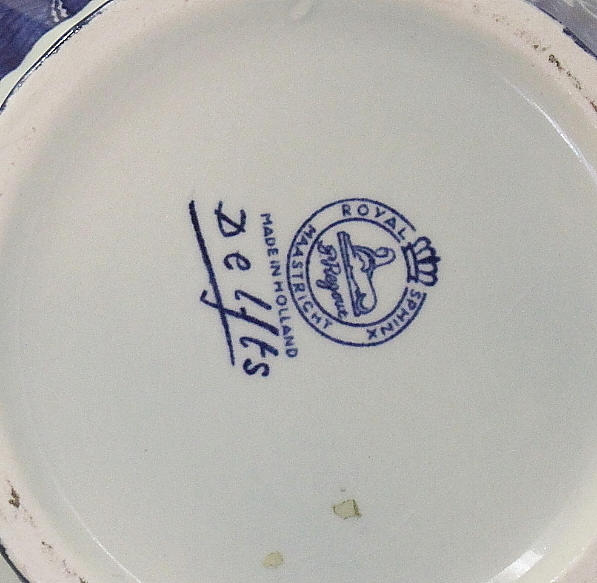 ROYAL SPHINX
MAASTRICHT
P. Regout
MADE IN HOLLAND
Delfts